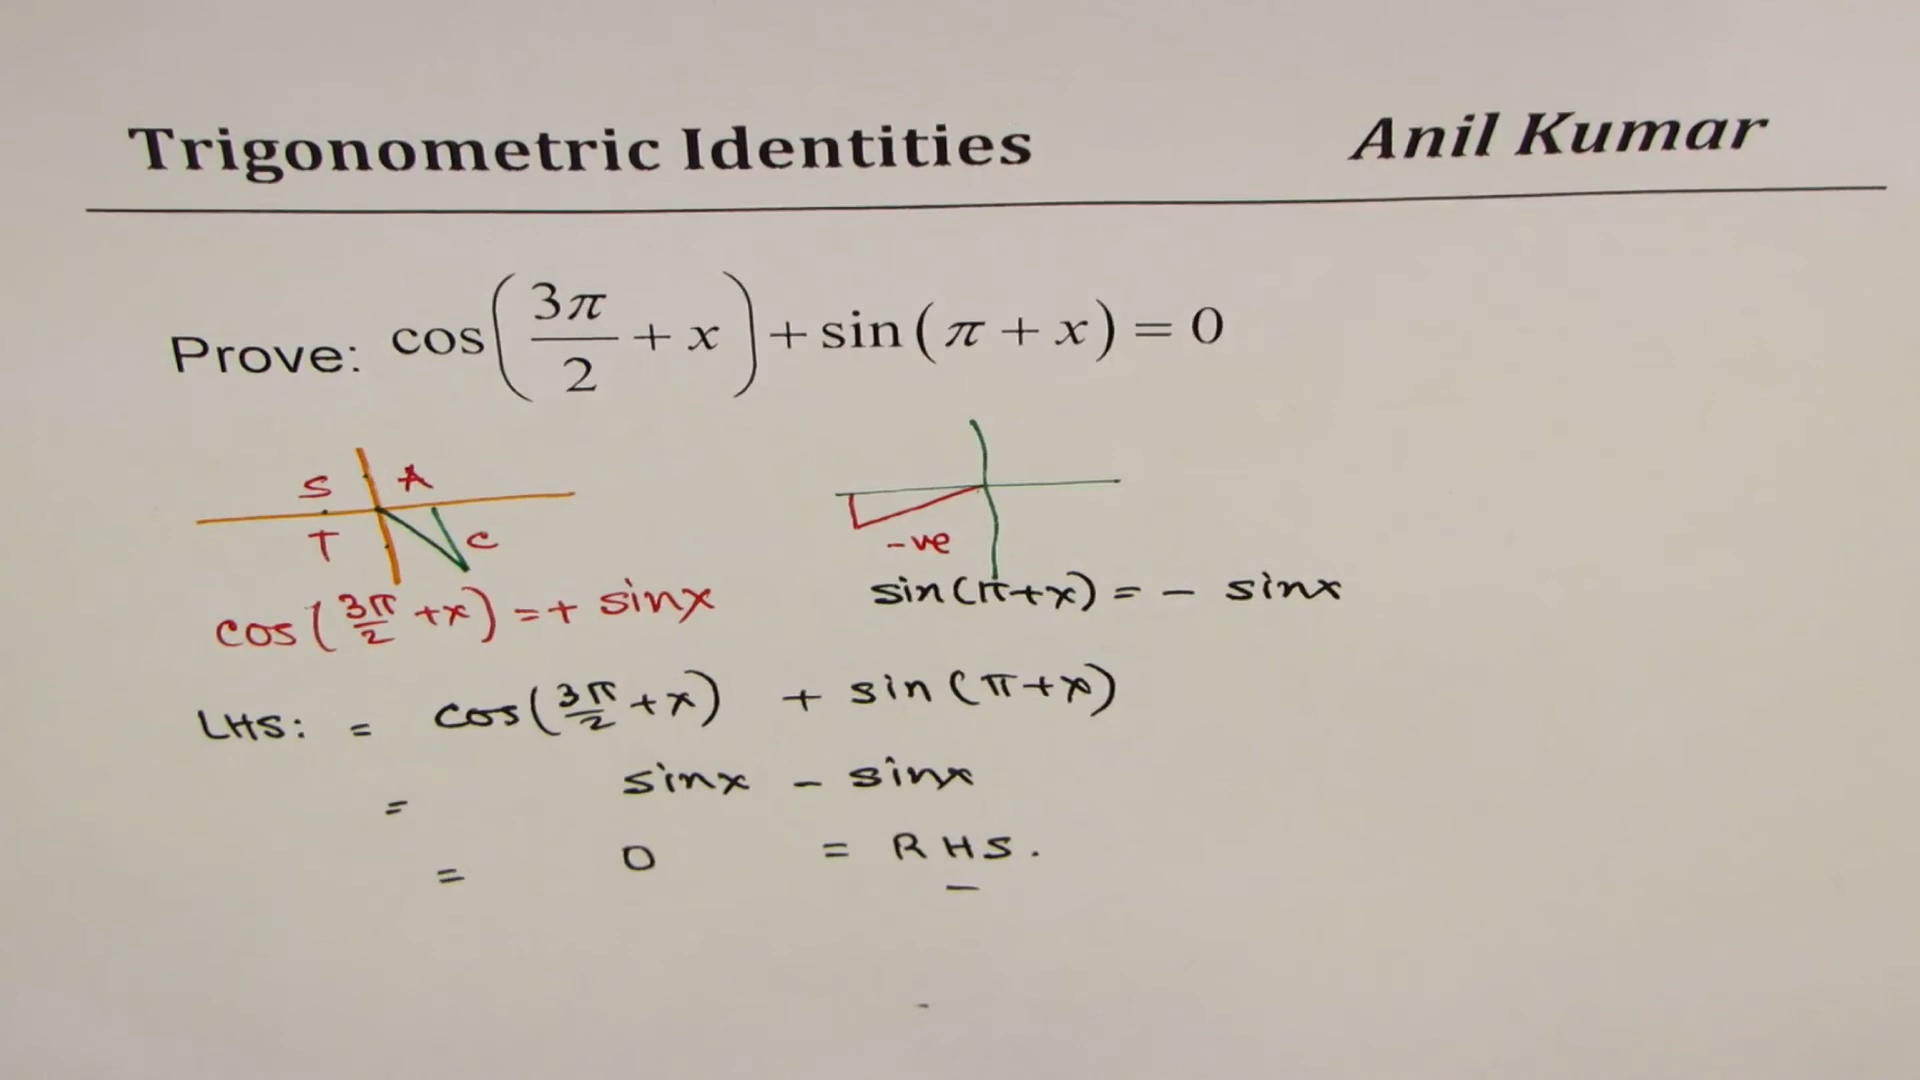 Trigonometric Identities Anil Kumar
Prove: cos(3π/2 + x) + sin(π + x) = 0
S A
T C
-ve
cos(3π/2 + x) = + sinx sin(π+x) = - sinx
LHS: = cos(3π/2 + x) + sin(π+x)
= sinx - sinx
= 0 = RHS.